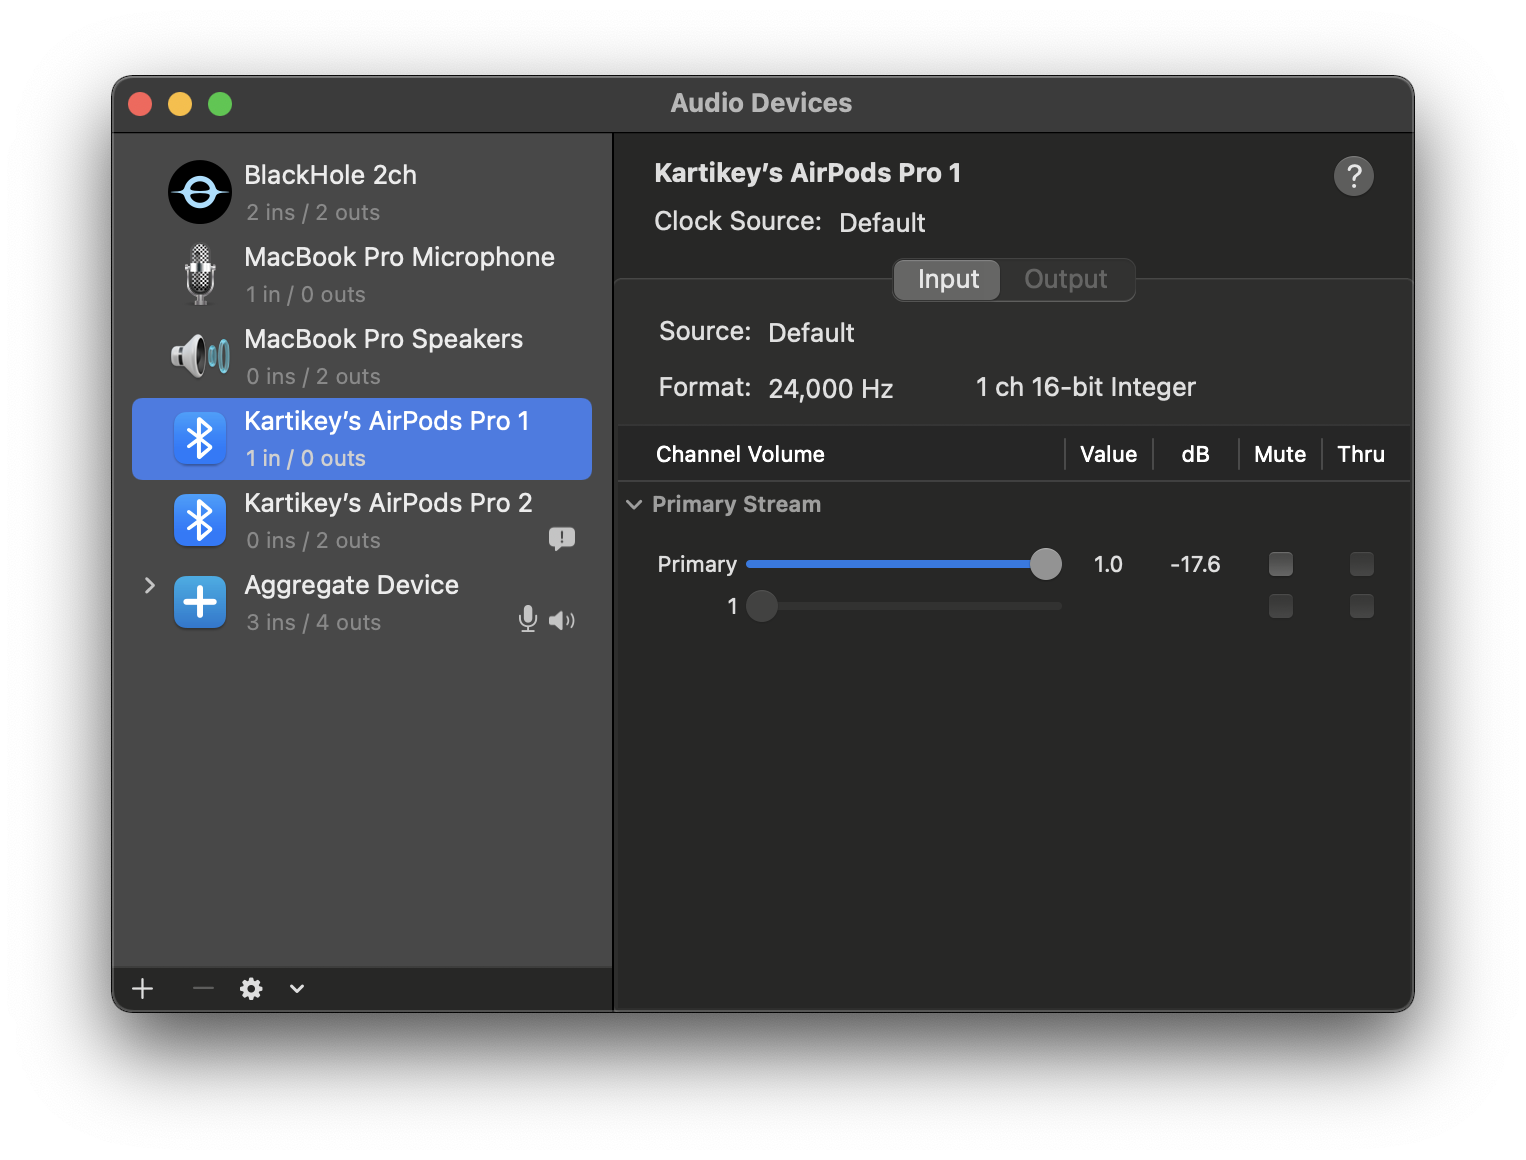 Audio Devices
BlackHole 2ch
2 ins / 2 outs
MacBook Pro Microphone
1 in / 0 outs
MacBook Pro Speakers
0 ins / 2 outs
Kartikey’s AirPods Pro 1
1 in / 0 outs
Kartikey’s AirPods Pro 2
0 ins / 2 outs
Aggregate Device
3 ins / 4 outs
Kartikey’s AirPods Pro 1
?
Clock Source: Default
Input Output
Source: Default
Format: 24,000 Hz 1 ch 16-bit Integer
Channel Volume Value dB Mute Thru
Primary Stream
Primary 1.0 -17.6
1